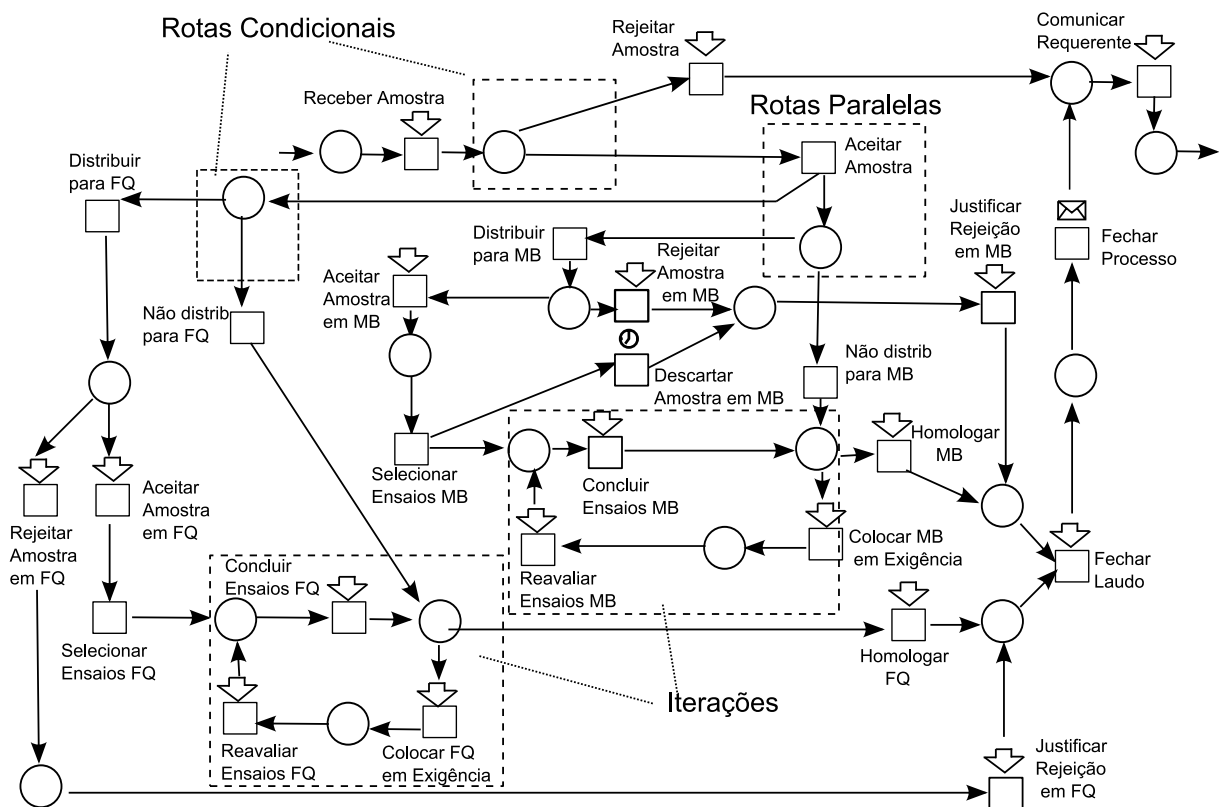 Rotas Condicionais
Rejeitar
Amostra
Comunicar
Requerente
Receber Amostra
Rotas Paralelas
Aceitar
Amostra
Distribuir
para FQ
Distribuir
para MB
Rejeitar
Amostra
em MB
Justificar
Rejeição
em MB
Fechar
Processo
Aceitar
Amostra
em MB
Não distrib
para FQ
Não distrib
para MB
Descartar
Amostra em MB
Selecionar
Ensaios MB
Concluir
Ensaios MB
Homologar
MB
Rejeitar
Amostra
em FQ
Aceitar
Amostra
em FQ
Colocar MB
em Exigência
Reavaliar
Ensaios MB
Fechar
Laudo
Concluir
Ensaios FQ
Selecionar
Ensaios FQ
Homologar
FQ
Iterações
Reavaliar
Ensaios FQ
Colocar FQ
em Exigência
Justificar
Rejeição
em FQ